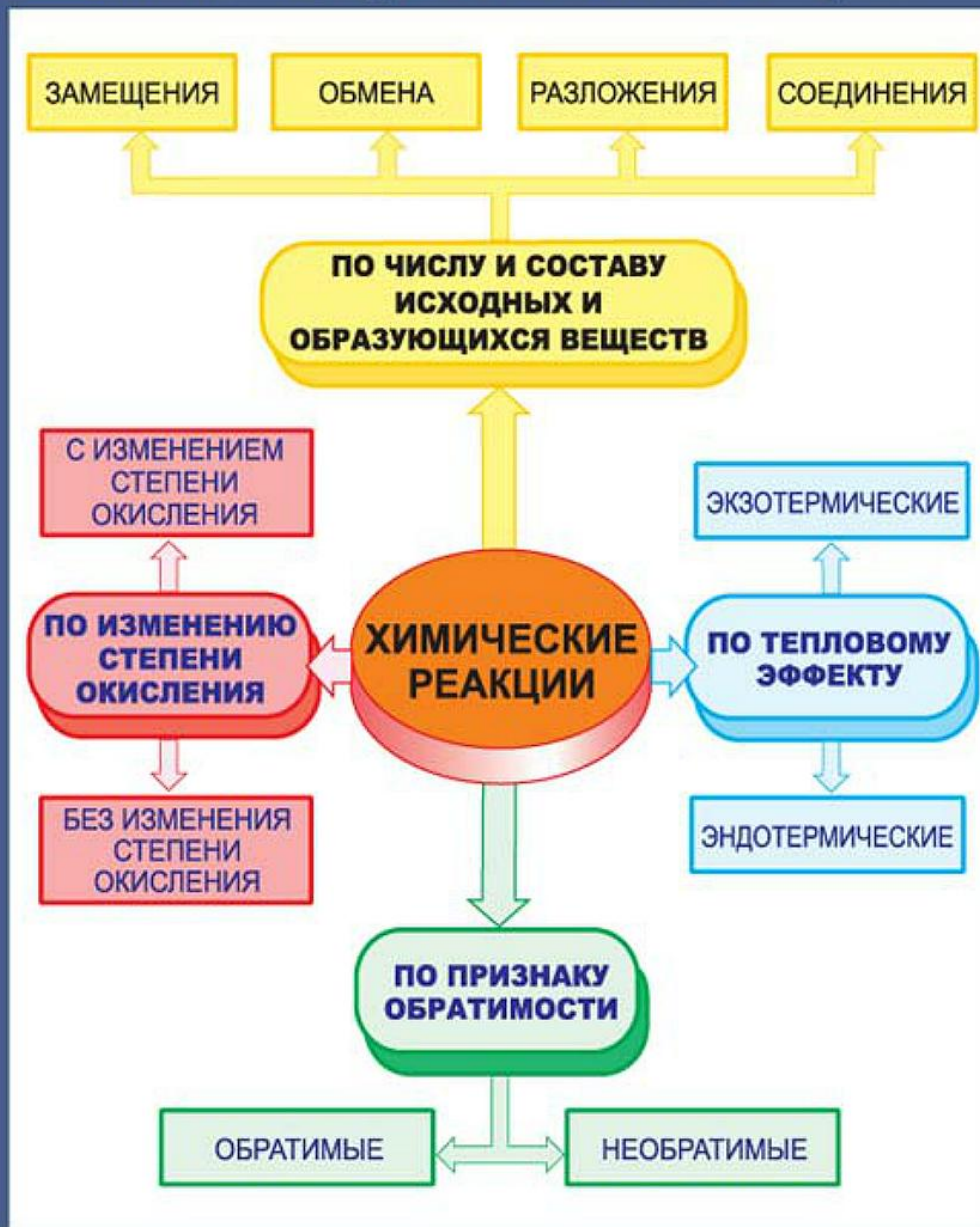 ЗАМЕЩЕНИЯ
ОБМЕНА
РАЗЛОЖЕНИЯ
СОЕДИНЕНИЯ
ПО ЧИСЛУ И СОСТАВУ
ИСХОДНЫХ И
ОБРАЗУЮЩИХСЯ ВЕЩЕСТВ
С ИЗМЕНЕНИЕМ
СТЕПЕНИ
ОКИСЛЕНИЯ
ЭКЗОТЕРМИЧЕСКИЕ
ПО ИЗМЕНЕНИЮ
СТЕПЕНИ
ОКИСЛЕНИЯ
ХИМИЧЕСКИЕ
РЕАКЦИИ
ПО ТЕПЛОВОМУ
ЭФФЕКТУ
БЕЗ ИЗМЕНЕНИЯ
СТЕПЕНИ
ОКИСЛЕНИЯ
ЭНДОТЕРМИЧЕСКИЕ
ПО ПРИЗНАКУ
ОБРАТИМОСТИ
ОБРАТИМЫЕ
НЕОБРАТИМЫЕ